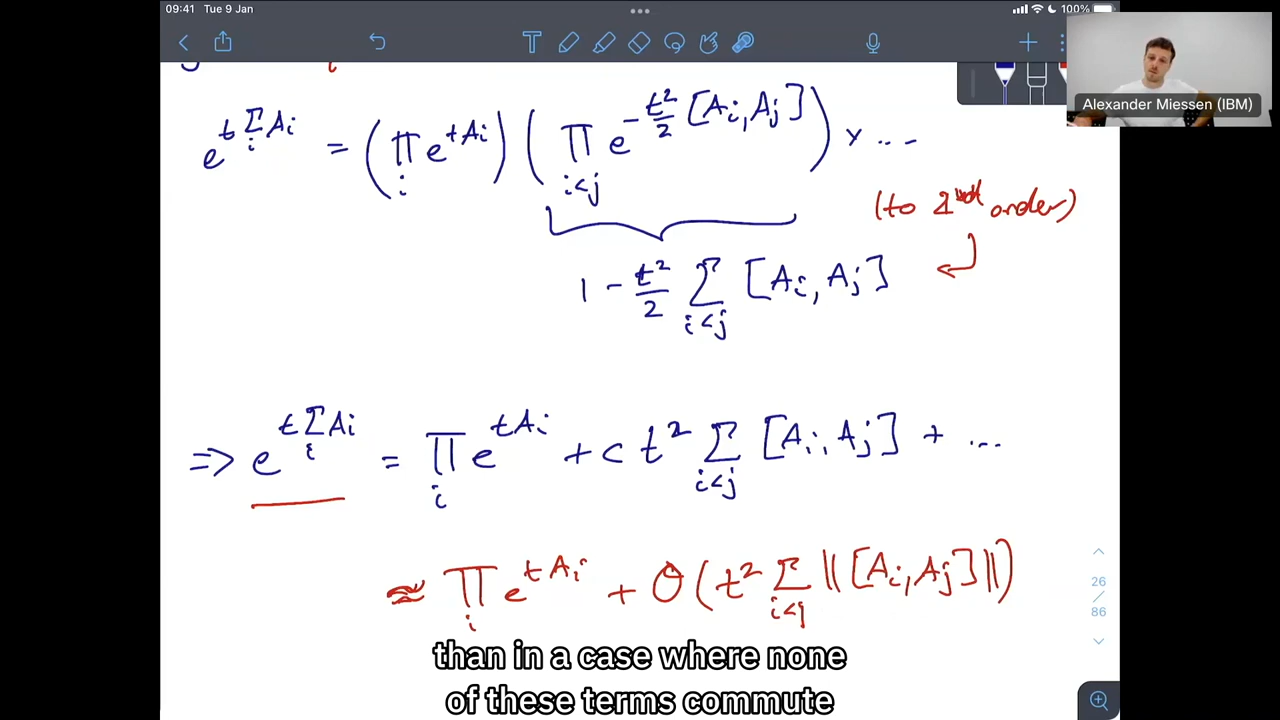 09:41 Tue 9 Jan 100%
Alexander Miessen (IBM)
e^{t Σ_i A_i} = (∏_i e^{tA_i}) (∏_{i<j} e^{-t²/2 [A_i, A_j]}) × ...
(to 2nd order)
1 - t²/2 Σ_{i<j} [A_i, A_j]
=> e^{t Σ_i A_i} = ∏_i e^{tA_i} + c t² Σ_{i<j} [A_i, A_j] + ...
≈ ∏_i e^{tA_i} + O(t² Σ_{i<j} ||[A_i, A_j]||)
26
/
86
than in a case where none
of these terms commute